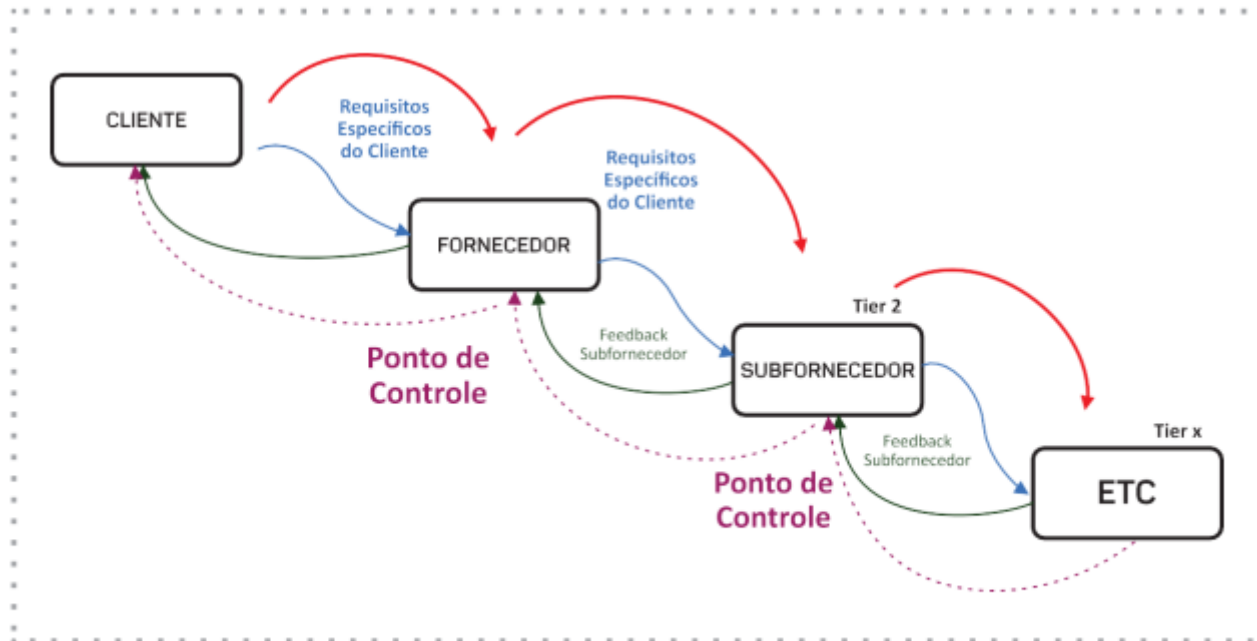 CLIENTE
Requisitos
Específicos
do Cliente
Requisitos
Específicos
do Cliente
FORNECEDOR
Tier 2
Feedback
Subfornecedor
Ponto de
Controle
SUBFORNECEDOR
Tier x
Feedback
Subfornecedor
Ponto de
Controle
ETC